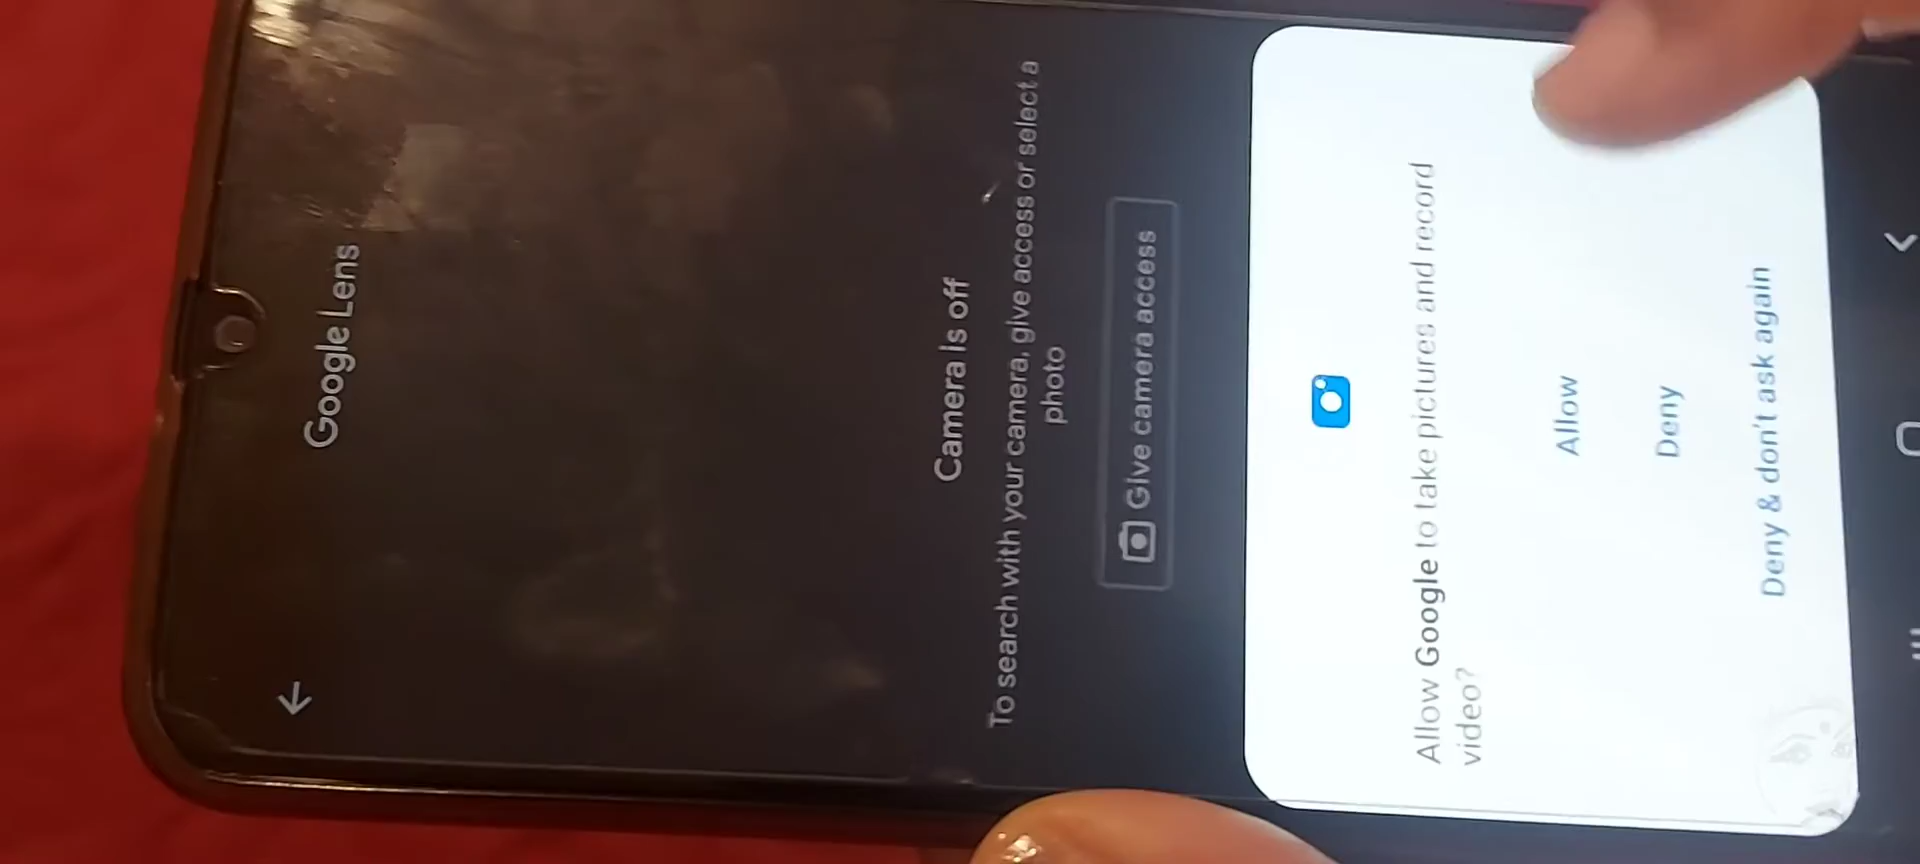 Google Lens
Camera is off
To search with your camera, give access or select a
photo
Give camera access
Allow Google to take pictures and record
video?
Allow
Deny
Deny & don't ask again